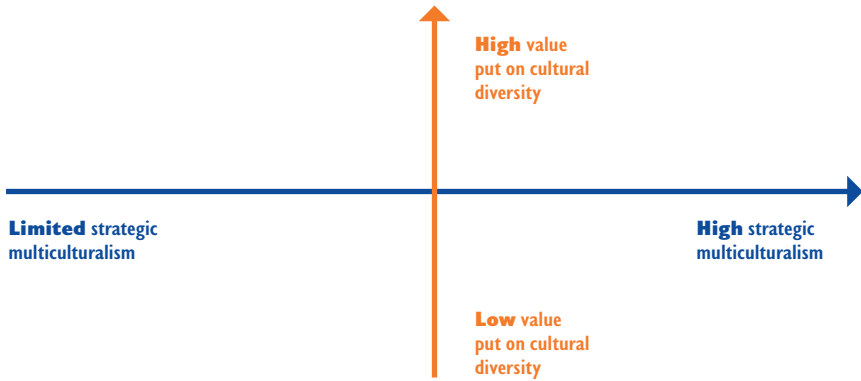 High value
put on cultural
diversity
Limited strategic
multiculturalism
High strategic
multiculturalism
Low value
put on cultural
diversity